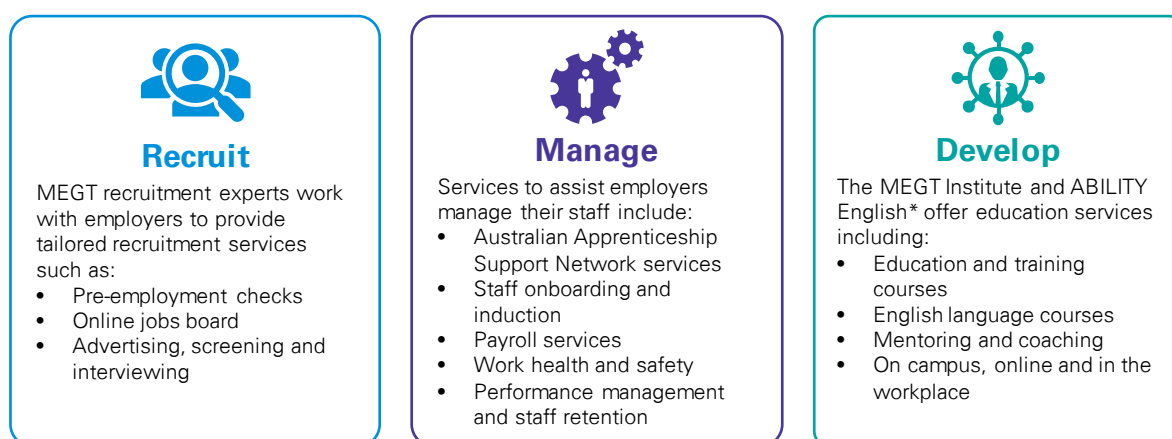 Recruit
MEGT recruitment experts work
with employers to provide
tailored recruitment services
such as:
• Pre-employment checks
• Online jobs board
• Advertising, screening and
interviewing
Manage
Services to assist employers
manage their staff include:
• Australian Apprenticeship
Support Network services
• Staff onboarding and
induction
• Payroll services
• Work health and safety
• Performance management
and staff retention
Develop
The MEGT Institute and ABILITY
English* offer education services
including:
• Education and training
courses
• English language courses
• Mentoring and coaching
• On campus, online and in the
workplace